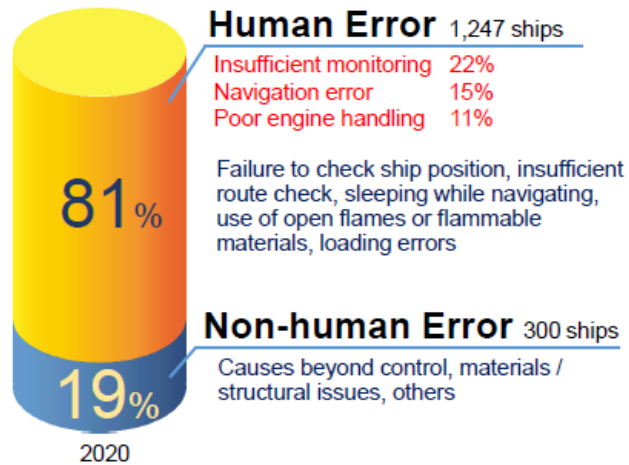 Human Error 1,247 ships
Insufficient monitoring 22%
Navigation error 15%
Poor engine handling 11%
81%
Failure to check ship position, insufficient
route check, sleeping while navigating,
use of open flames or flammable
materials, loading errors
Non-human Error 300 ships
19%
Causes beyond control, materials /
structural issues, others
2020